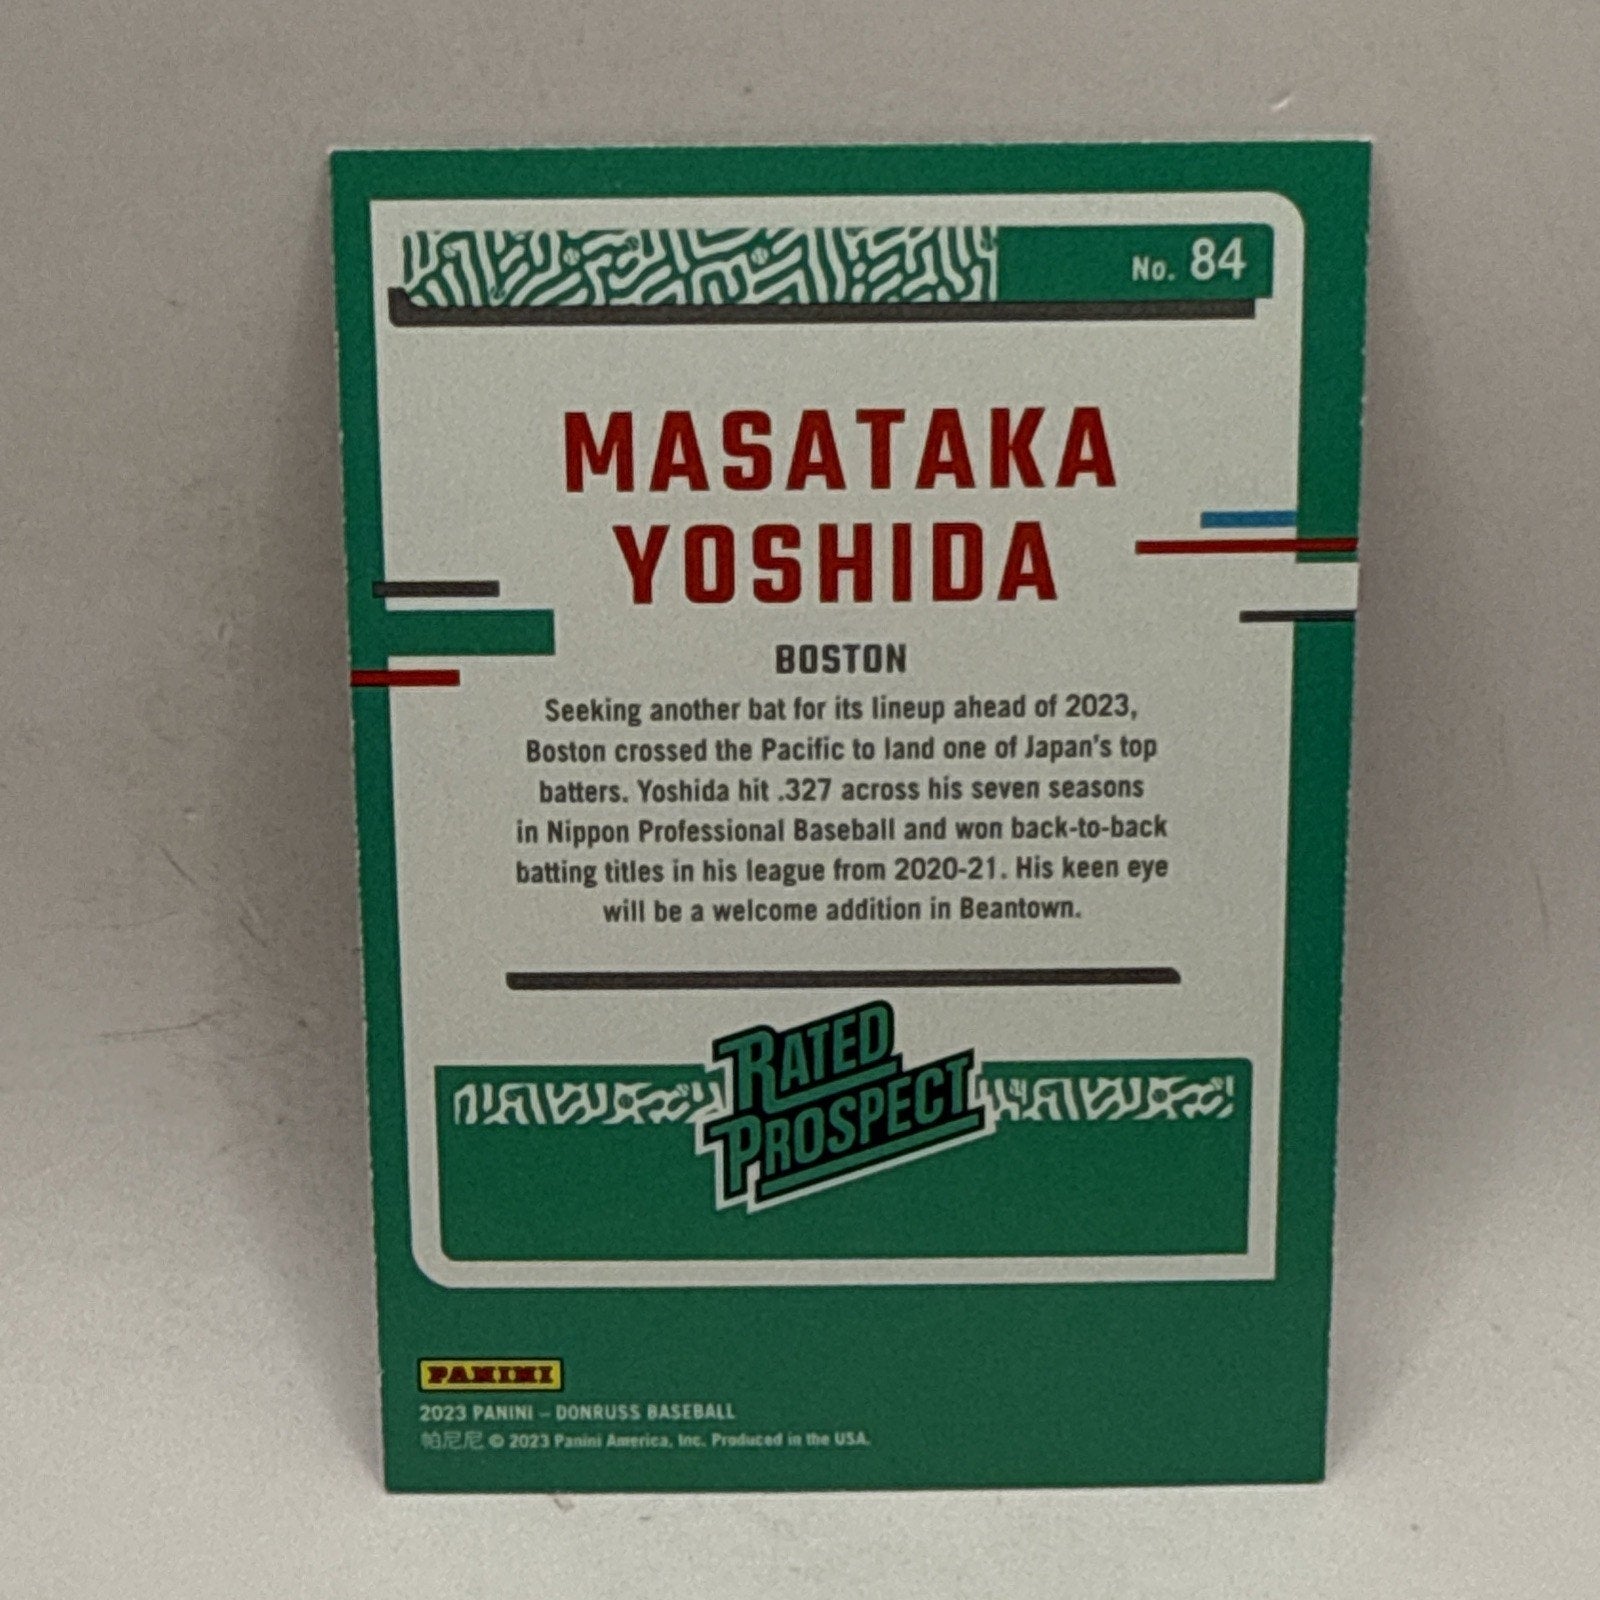 No. 84
MASATAKA
YOSHIDA
BOSTON
Seeking another bat for its lineup ahead of 2023,
Boston crossed the Pacific to land one of Japan's top
batters. Yoshida hit .327 across his seven seasons
in Nippon Professional Baseball and won back-to-back
batting titles in his league from 2020-21. His keen eye
will be a welcome addition in Beantown.
RATED
PROSPECT
PANINI
2023 PANINI – DONRUSS BASEBALL
帕尼尼 © 2023 Panini America, Inc. Produced in the USA.